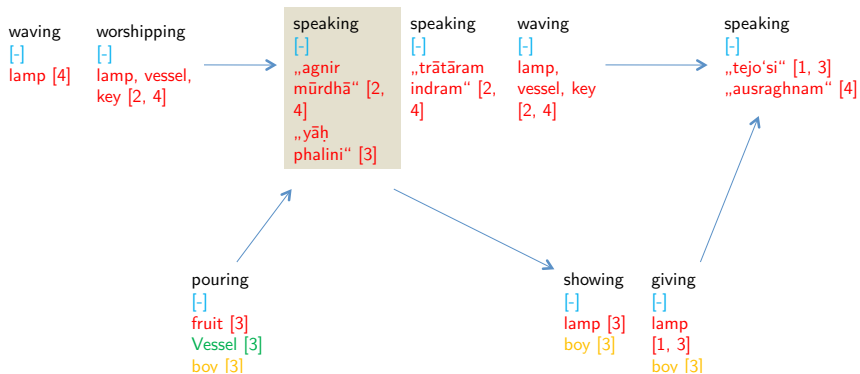 waving
[-]
lamp [4]
worshipping
[-]
lamp, vessel,
key [2, 4]
speaking
[-]
„agnir
mūrdhā“ [2,
4]
„yāḥ
phalini“ [3]
speaking
[-]
„trātāram
indram“ [2,
4]
waving
[-]
lamp,
vessel, key
[2, 4]
speaking
[-]
„tejo‘si“ [1, 3]
„ausraghnam“ [4]
pouring
[-]
fruit [3]
Vessel [3]
boy [3]
showing
[-]
lamp [3]
boy [3]
giving
[-]
lamp
[1, 3]
boy [3]